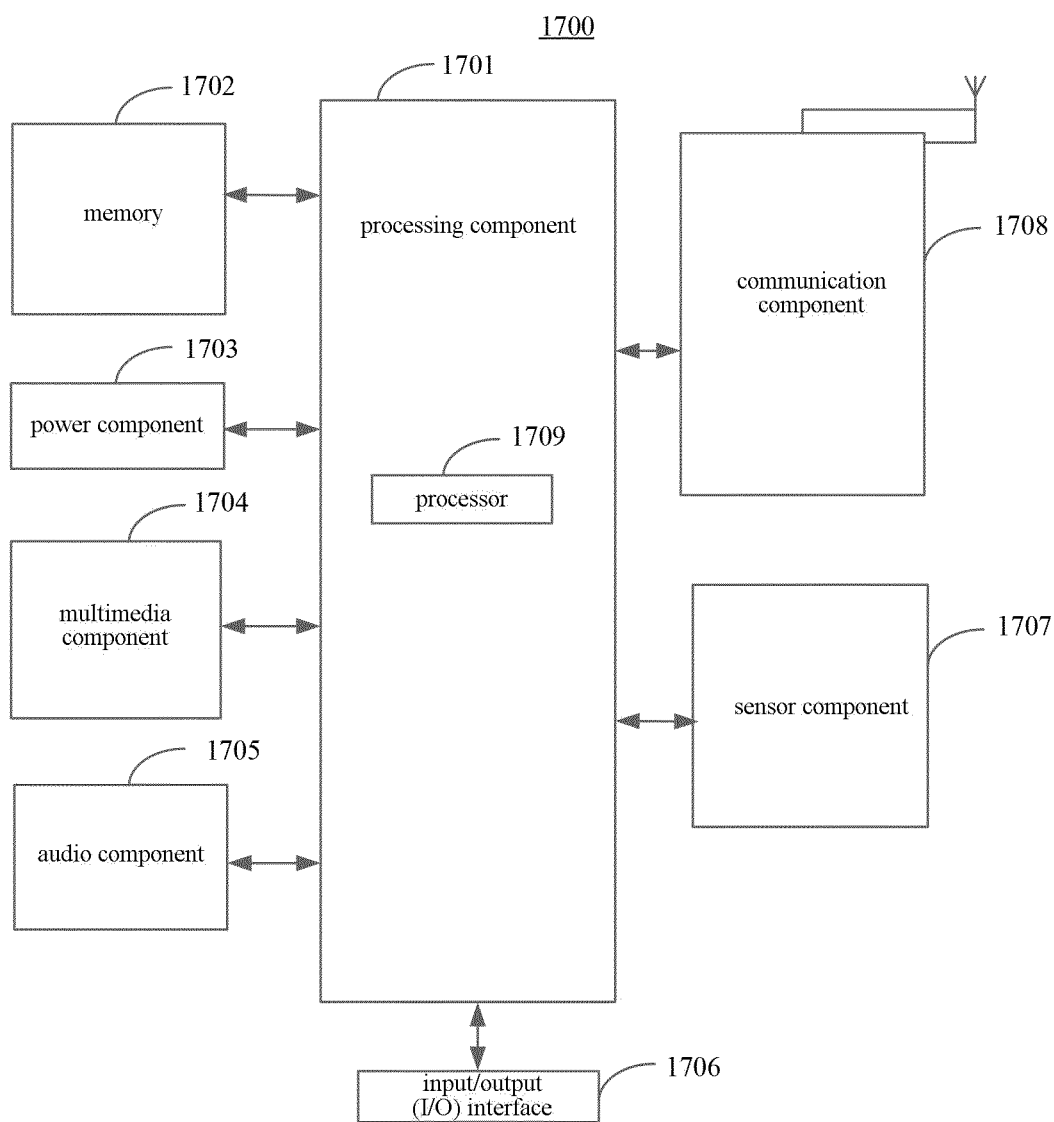 1700
1701
1702
memory
processing component
1708
communication
component
1703
power component
1709
processor
1704
multimedia
component
1707
sensor component
1705
audio component
1706
input/output
(I/O) interface